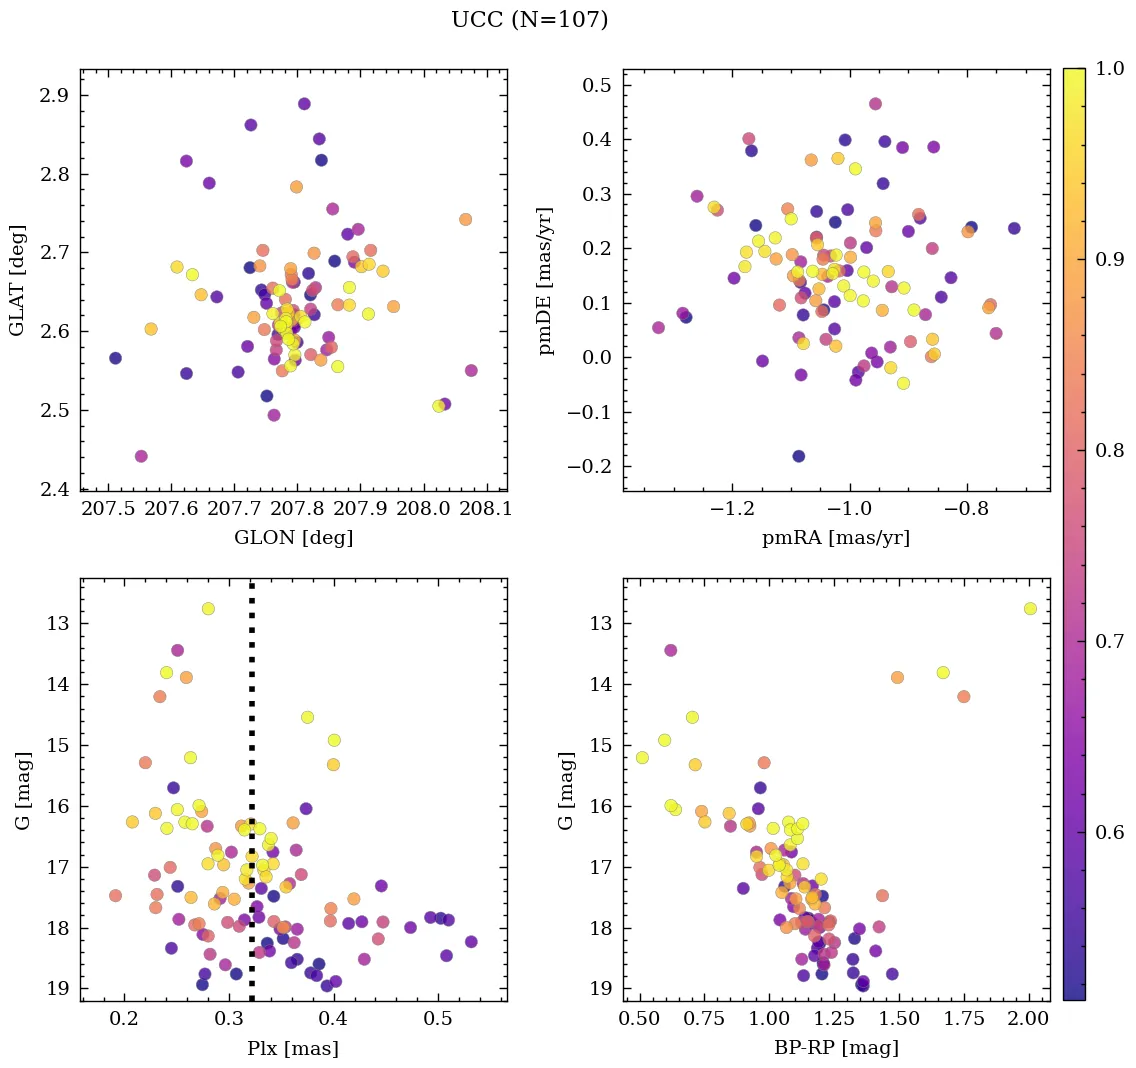 UCC (N=107)
2.9
2.8
2.7
2.6
2.5
2.4
GLAT [deg]
207.5 207.6 207.7 207.8 207.9 208.0 208.1
GLON [deg]
0.5
0.4
0.3
0.2
0.1
0.0
−0.1
−0.2
pmDE [mas/yr]
−1.2 −1.0 −0.8
pmRA [mas/yr]
13
14
15
16
17
18
19
G [mag]
0.2 0.3 0.4 0.5
Plx [mas]
13
14
15
16
17
18
19
G [mag]
0.50 0.75 1.00 1.25 1.50 1.75 2.00
BP-RP [mag]
1.0
0.9
0.8
0.7
0.6